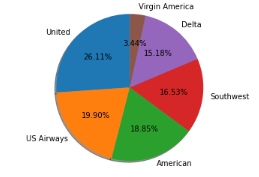 Virgin America
3.44%
Delta
15.18%
United
26.11%
Southwest
16.53%
US Airways
19.90%
18.85%
American